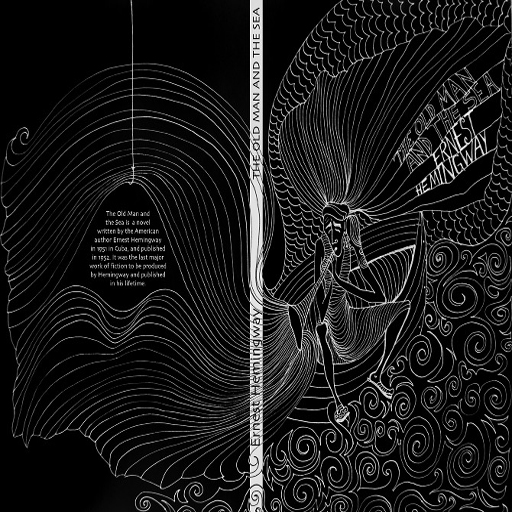 The Old Man and
the Sea is a novel
written by the American
author Ernest Hemingway
in 1951 in Cuba, and published
in 1952. It was the last major
work of fiction to be produced
by Hemingway and published
in his lifetime.
THE OLD MAN AND THE SEA
Ernest Hemingway
THE OLD MAN
AND THE SEA
ERNEST
HEMINGWAY